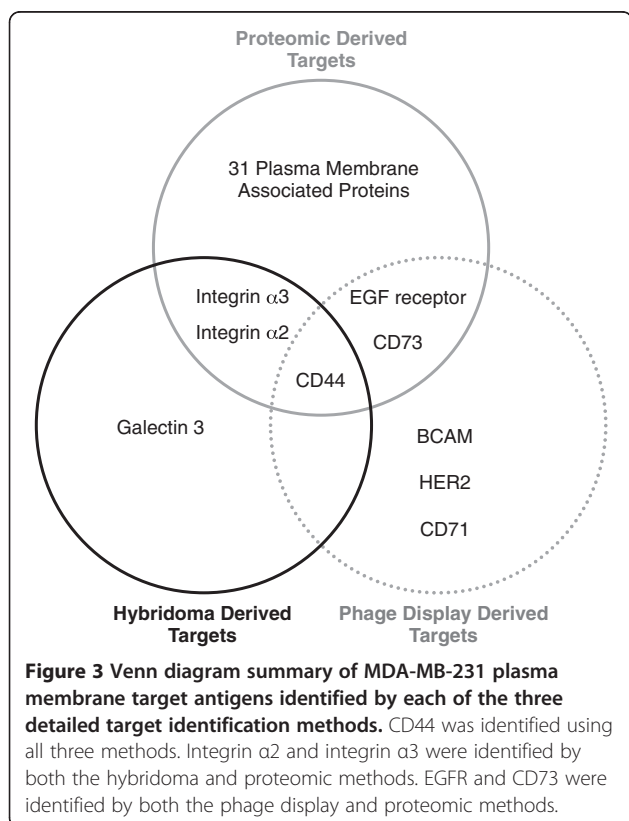 Proteomic Derived
Targets
31 Plasma Membrane
Associated Proteins
Integrin α3
EGF receptor
Integrin α2
CD73
CD44
Galectin 3
BCAM
HER2
CD71
Hybridoma Derived
Targets
Phage Display Derived
Targets
Figure 3 Venn diagram summary of MDA-MB-231 plasma
membrane target antigens identified by each of the three
detailed target identification methods. CD44 was identified using
all three methods. Integrin α2 and integrin α3 were identified by
both the hybridoma and proteomic methods. EGFR and CD73 were
identified by both the phage display and proteomic methods.